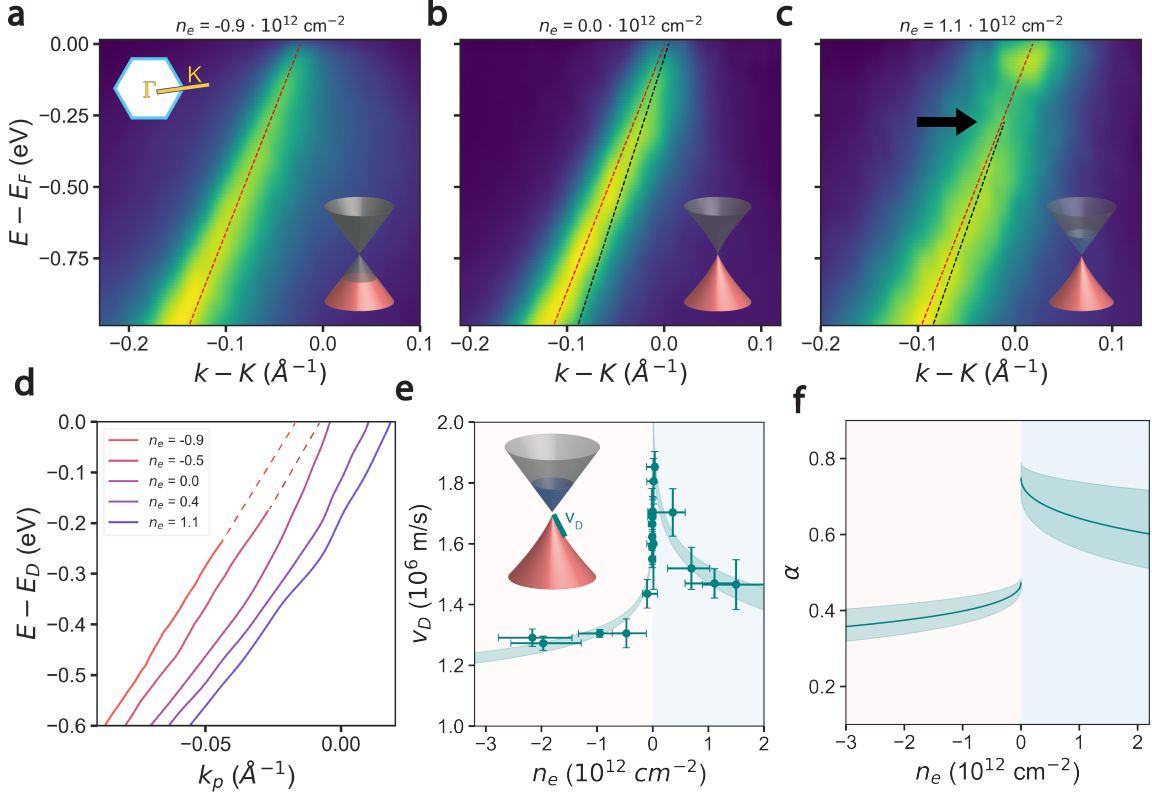 a
n_e = -0.9 · 10^12 cm^−2
b
n_e = 0.0 · 10^12 cm^−2
c
n_e = 1.1 · 10^12 cm^−2
0.00
−0.25
−0.50
−0.75
E − E_F (eV)
Γ
K
−0.2
−0.1
0.0
0.1
k − K (Å^−1)
−0.2
−0.1
0.0
0.1
k − K (Å^−1)
−0.2
−0.1
0.0
0.1
k − K (Å^−1)
d
0.0
−0.1
−0.2
−0.3
−0.4
−0.5
−0.6
E − E_D (eV)
n_e = -0.9
n_e = -0.5
n_e = 0.0
n_e = 0.4
n_e = 1.1
−0.05
0.00
k_p (Å^−1)
e
2.0
1.8
1.6
1.4
1.2
1.0
v_D (10^6 m/s)
v_D
−3
−2
−1
0
1
2
n_e (10^12 cm^−2)
f
0.8
0.6
0.4
0.2
α
−3
−2
−1
0
1
2
n_e (10^12 cm^−2)